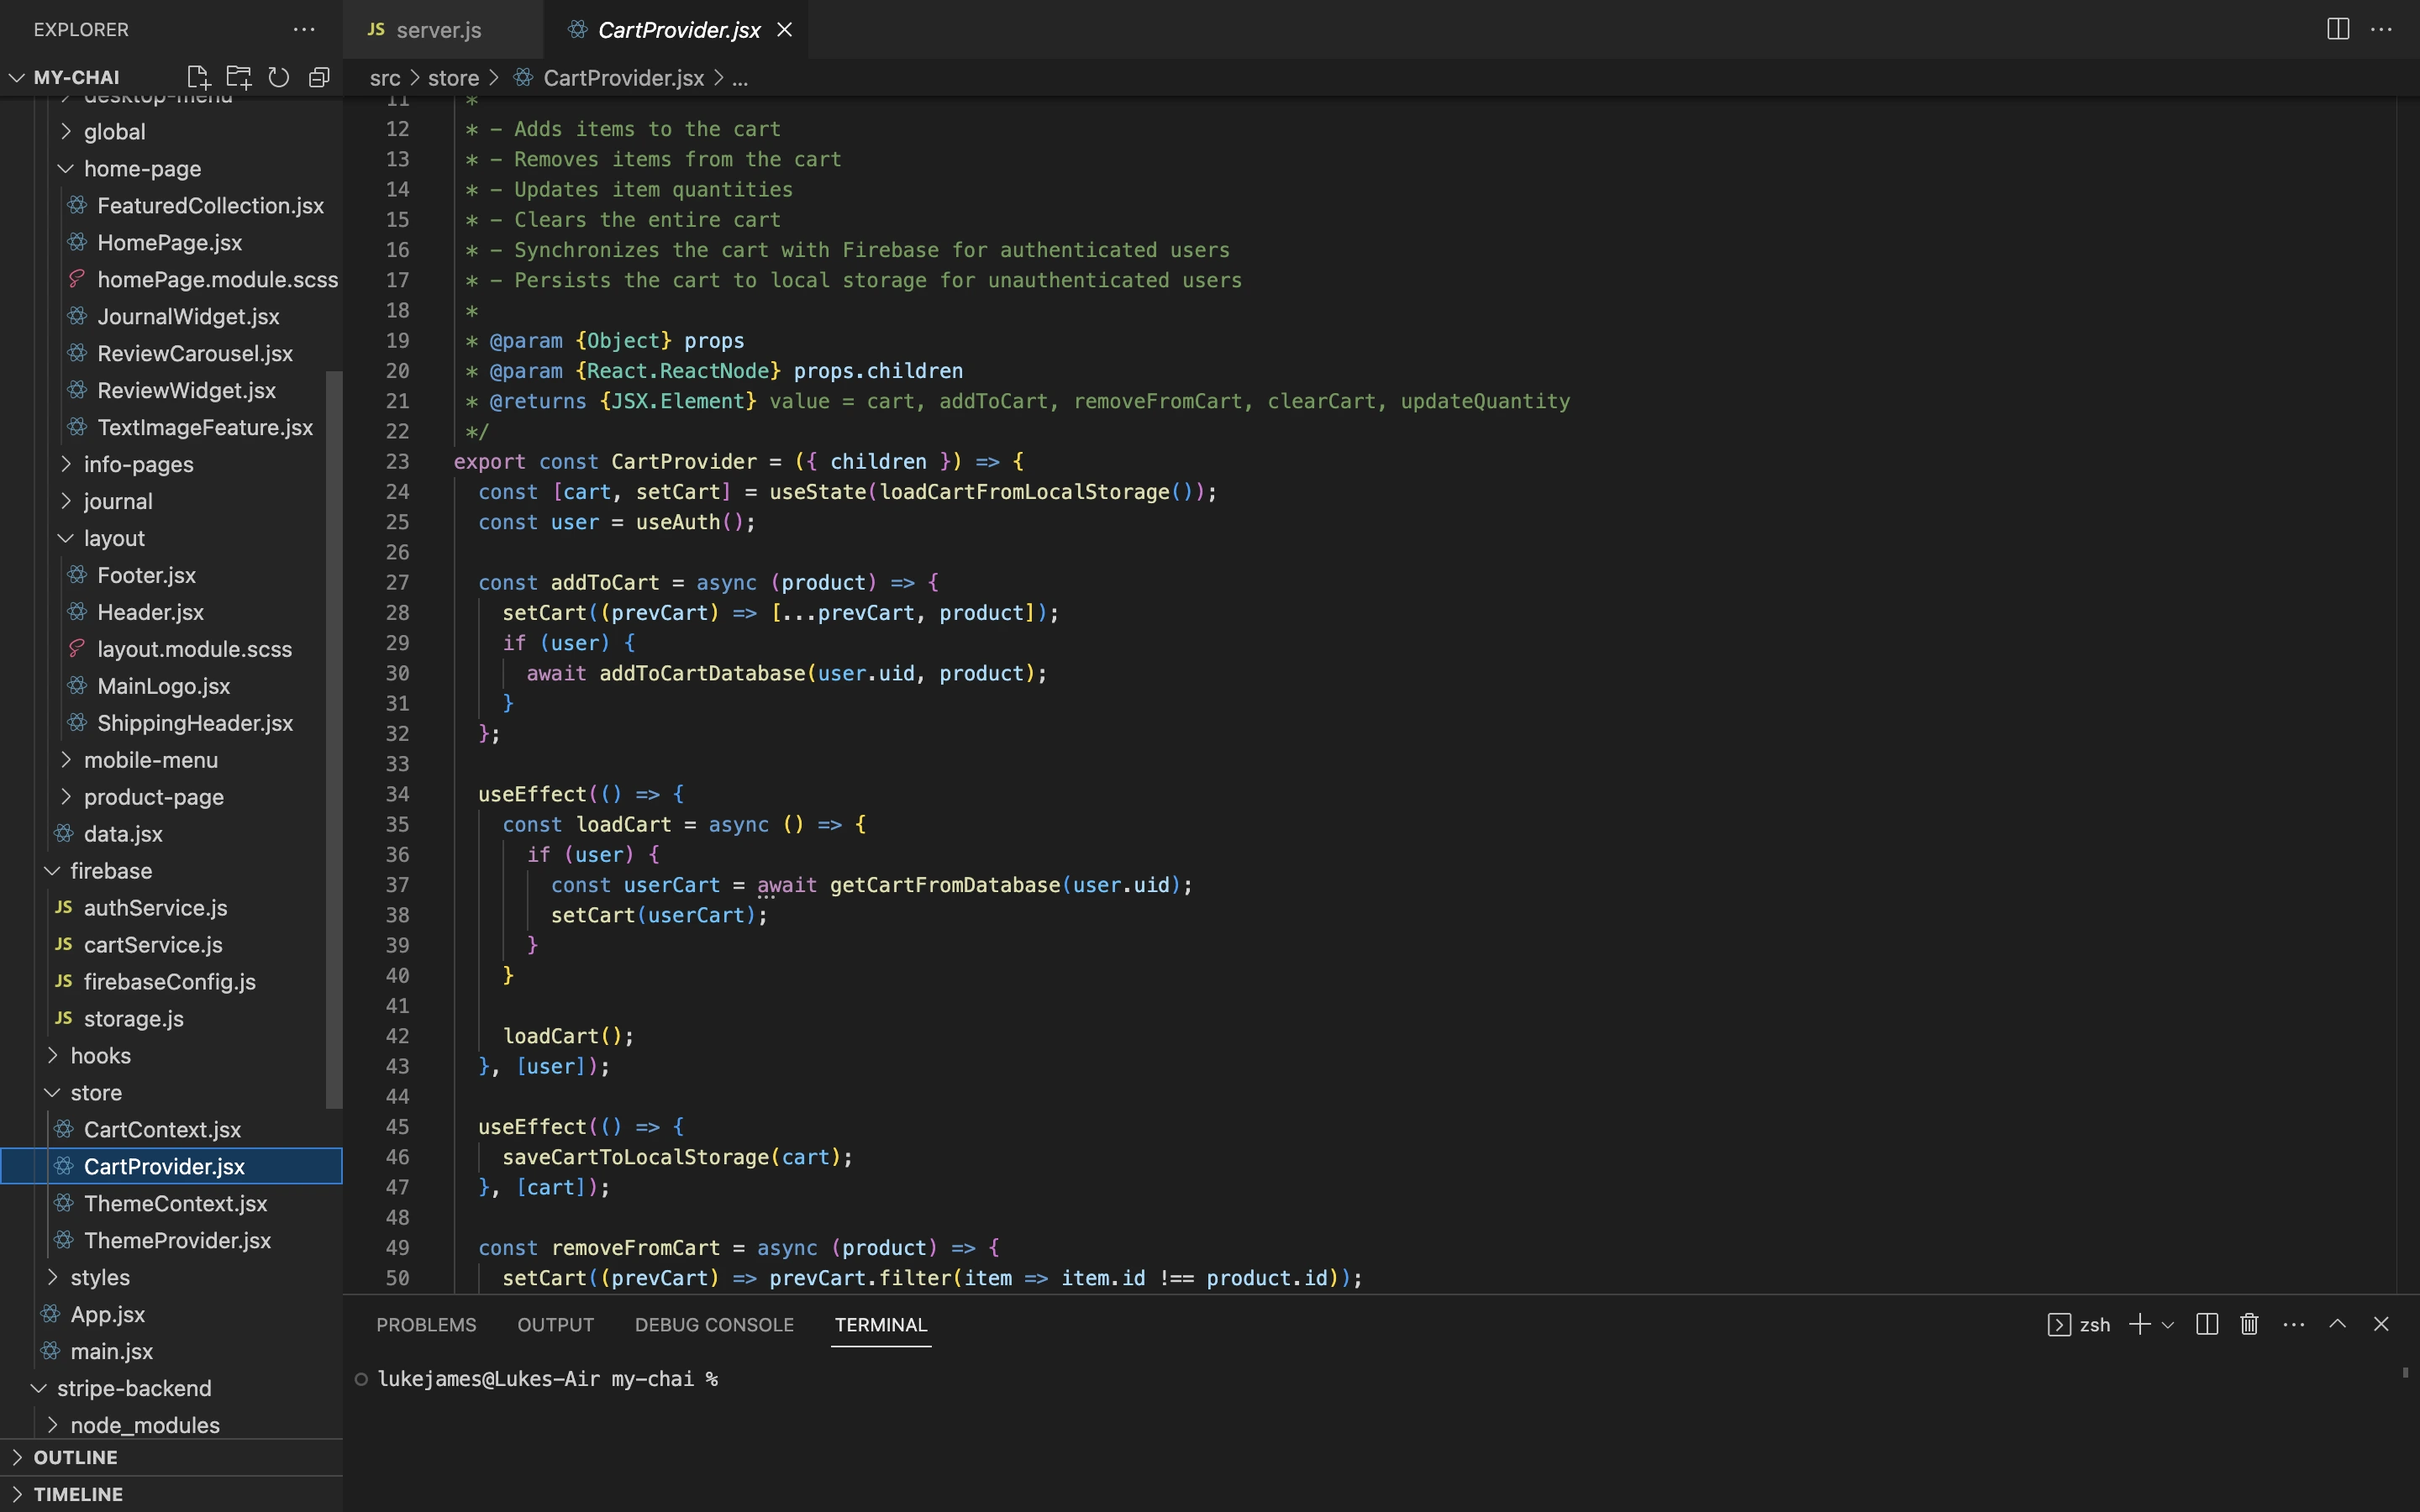 EXPLORER
MY-CHAI
desktop-menu
global
home-page
FeaturedCollection.jsx
HomePage.jsx
homePage.module.scss
JournalWidget.jsx
ReviewCarousel.jsx
ReviewWidget.jsx
TextImageFeature.jsx
info-pages
journal
layout
Footer.jsx
Header.jsx
layout.module.scss
MainLogo.jsx
ShippingHeader.jsx
mobile-menu
product-page
data.jsx
firebase
JS authService.js
JS cartService.js
JS firebaseConfig.js
JS storage.js
hooks
store
CartContext.jsx
CartProvider.jsx
ThemeContext.jsx
ThemeProvider.jsx
styles
App.jsx
main.jsx
stripe-backend
node_modules
OUTLINE
TIMELINE
JS server.js
CartProvider.jsx
src > store > CartProvider.jsx > ...
11 *
12 * - Adds items to the cart
13 * - Removes items from the cart
14 * - Updates item quantities
15 * - Clears the entire cart
16 * - Synchronizes the cart with Firebase for authenticated users
17 * - Persists the cart to local storage for unauthenticated users
18 *
19 * @param {Object} props
20 * @param {React.ReactNode} props.children
21 * @returns {JSX.Element} value = cart, addToCart, removeFromCart, clearCart, updateQuantity
22 */
23 export const CartProvider = ({ children }) => {
24 const [cart, setCart] = useState(loadCartFromLocalStorage());
25 const user = useAuth();
26
27 const addToCart = async (product) => {
28 setCart((prevCart) => [...prevCart, product]);
29 if (user) {
30 await addToCartDatabase(user.uid, product);
31 }
32 };
33
34 useEffect(() => {
35 const loadCart = async () => {
36 if (user) {
37 const userCart = await getCartFromDatabase(user.uid);
38 setCart(userCart);
39 }
40 }
41
42 loadCart();
43 }, [user]);
44
45 useEffect(() => {
46 saveCartToLocalStorage(cart);
47 }, [cart]);
48
49 const removeFromCart = async (product) => {
50 setCart((prevCart) => prevCart.filter(item => item.id !== product.id));
PROBLEMS OUTPUT DEBUG CONSOLE TERMINAL
zsh
lukejames@Lukes-Air my-chai %